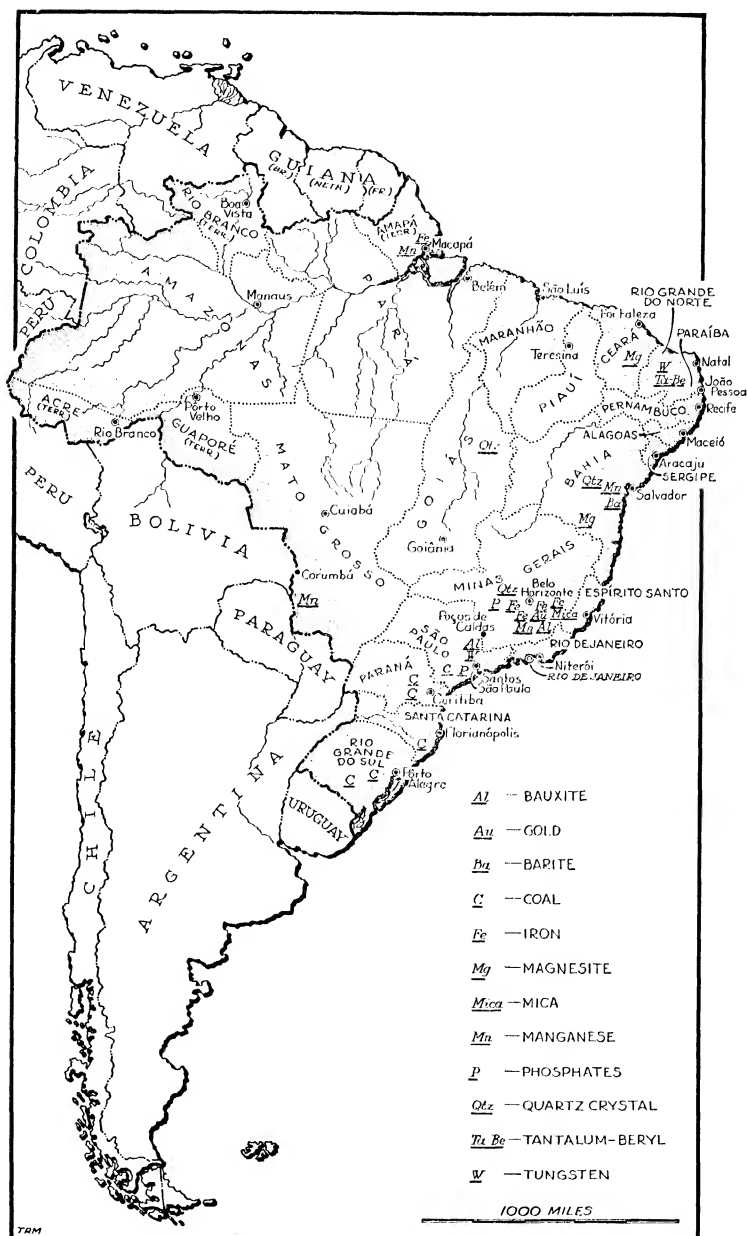 VENEZUELA
GUIANA
(BR.)
(NETH.)
(FR.)
COLOMBIA
RIO BRANCO
(TERR.)
Boa
Vista
AMAPÁ
(TERR)
Fe
Mn
Macapá
PERU
AMAZONAS
Manaus
PARÁ
Belém
São Luís
MARANHÃO
Teresina
Fortaleza
CEARÁ
Mg
RIO GRANDE
DO NORTE
PARAÍBA
W
Ta-Be
Natal
João
Pessoa
Recife
PIAUÍ
PERNAMBUCO
ALAGOAS
Maceió
Aracaju
SERGIPE
ACRE
(TERR)
Rio Branco
Pôrto
Velho
GUAPORÉ
(TERR)
PERU
BOLIVIA
MATO GROSSO
Cuiabá
Corumbá
Mn
GOIÁS
Qtz
Goiânia
BAHIA
Qtz
Mn
Ba
Salvador
Mg
MINAS GERAIS
Qtz
Belo
Horizonte
P
Fe
Fe
Fe
Fe
Au
Mica
Al
ESPÍRITO SANTO
Vitória
Poços de
Caldas
Al
SÃO
PAULO
RIO DE JANEIRO
Niterói
RIO DE JANEIRO
C
P
Santos
São Paulo
PARAGUAY
PARANÁ
C
C
Curitiba
SANTA CATARINA
Florianópolis
C
RIO
GRANDE
DO SUL
C
C
Pôrto
Alegre
URUGUAY
ARGENTINA
CHILE
Al — BAUXITE
Au — GOLD
Ba — BARITE
C — COAL
Fe — IRON
Mg — MAGNESITE
Mica — MICA
Mn — MANGANESE
P — PHOSPHATES
Qtz — QUARTZ CRYSTAL
Ta Be — TANTALUM-BERYL
W — TUNGSTEN
1000 MILES
TRM